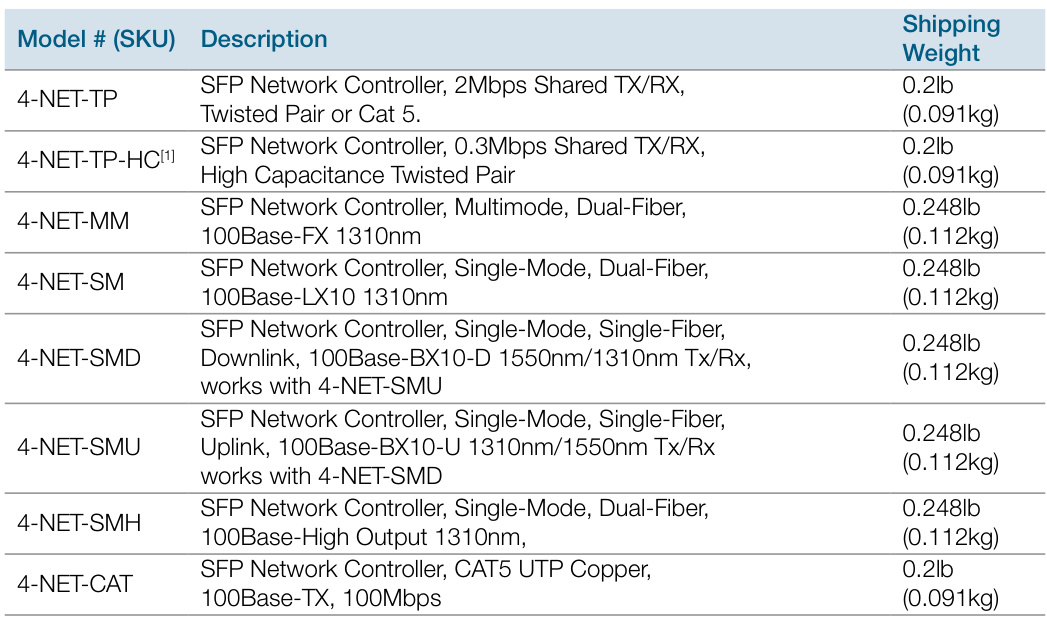 Model # (SKU) Description Shipping Weight
4-NET-TP SFP Network Controller, 2Mbps Shared TX/RX, 0.2lb
Twisted Pair or Cat 5. (0.091kg)
4-NET-TP-HC[1] SFP Network Controller, 0.3Mbps Shared TX/RX, 0.2lb
High Capacitance Twisted Pair (0.091kg)
4-NET-MM SFP Network Controller, Multimode, Dual-Fiber, 0.248lb
100Base-FX 1310nm (0.112kg)
4-NET-SM SFP Network Controller, Single-Mode, Dual-Fiber, 0.248lb
100Base-LX10 1310nm (0.112kg)
4-NET-SMD SFP Network Controller, Single-Mode, Single-Fiber, 0.248lb
Downlink, 100Base-BX10-D 1550nm/1310nm Tx/Rx, (0.112kg)
works with 4-NET-SMU
4-NET-SMU SFP Network Controller, Single-Mode, Single-Fiber, 0.248lb
Uplink, 100Base-BX10-U 1310nm/1550nm Tx/Rx (0.112kg)
works with 4-NET-SMD
4-NET-SMH SFP Network Controller, Single-Mode, Dual-Fiber, 0.248lb
100Base-High Output 1310nm, (0.112kg)
4-NET-CAT SFP Network Controller, CAT5 UTP Copper, 0.2lb
100Base-TX, 100Mbps (0.091kg)